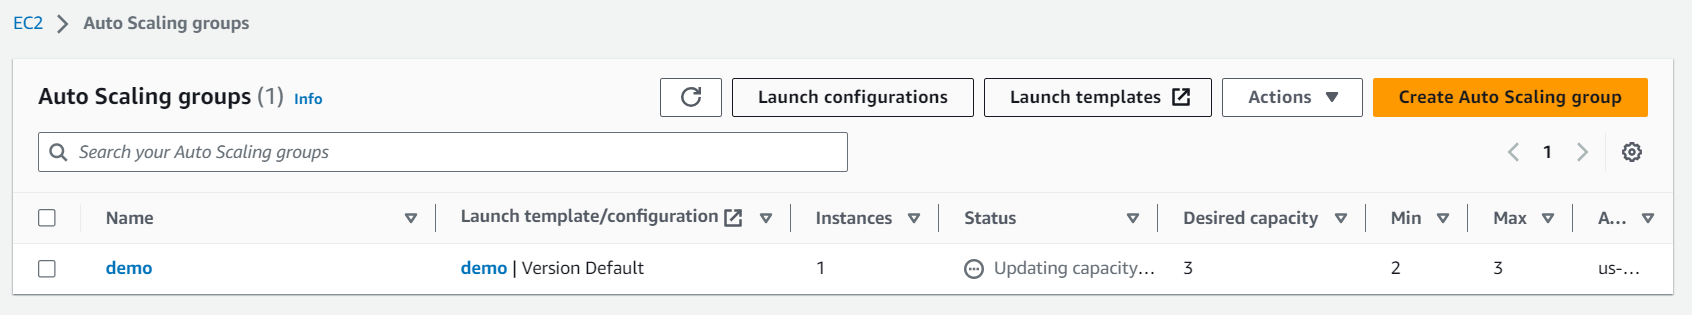 EC2 > Auto Scaling groups
Auto Scaling groups (1) Info
Launch configurations
Launch templates
Actions
Create Auto Scaling group
Search your Auto Scaling groups
1
Name Launch template/configuration Instances Status Desired capacity Min Max A...
demo demo | Version Default 1 Updating capacity... 3 2 3 us-...